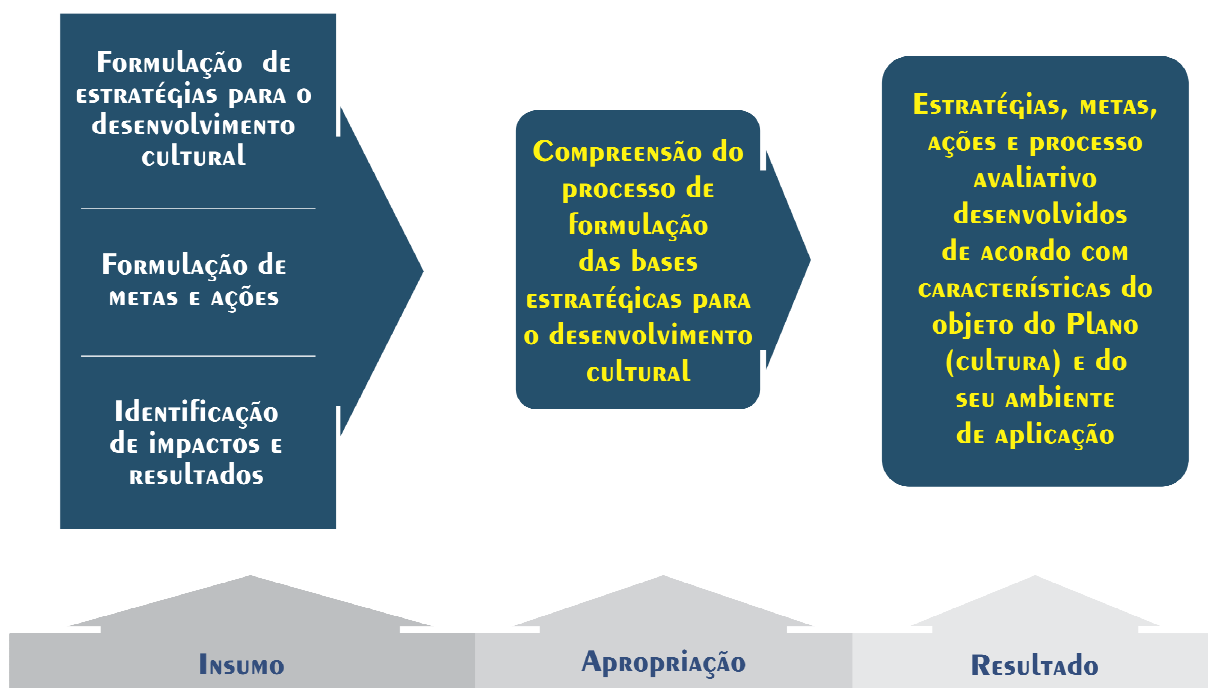 Formulação de
estratégias para o
desenvolvimento
cultural
Formulação de
metas e ações
Identificação
de impactos e
resultados
Compreensão do
processo de
formulação
das bases
estratégicas para
o desenvolvimento
cultural
Estratégias, metas,
ações e processo
avaliativo
desenvolvidos
de acordo com
características do
objeto do Plano
(cultura) e do
seu ambiente
de aplicação
Insumo
Apropriação
Resultado